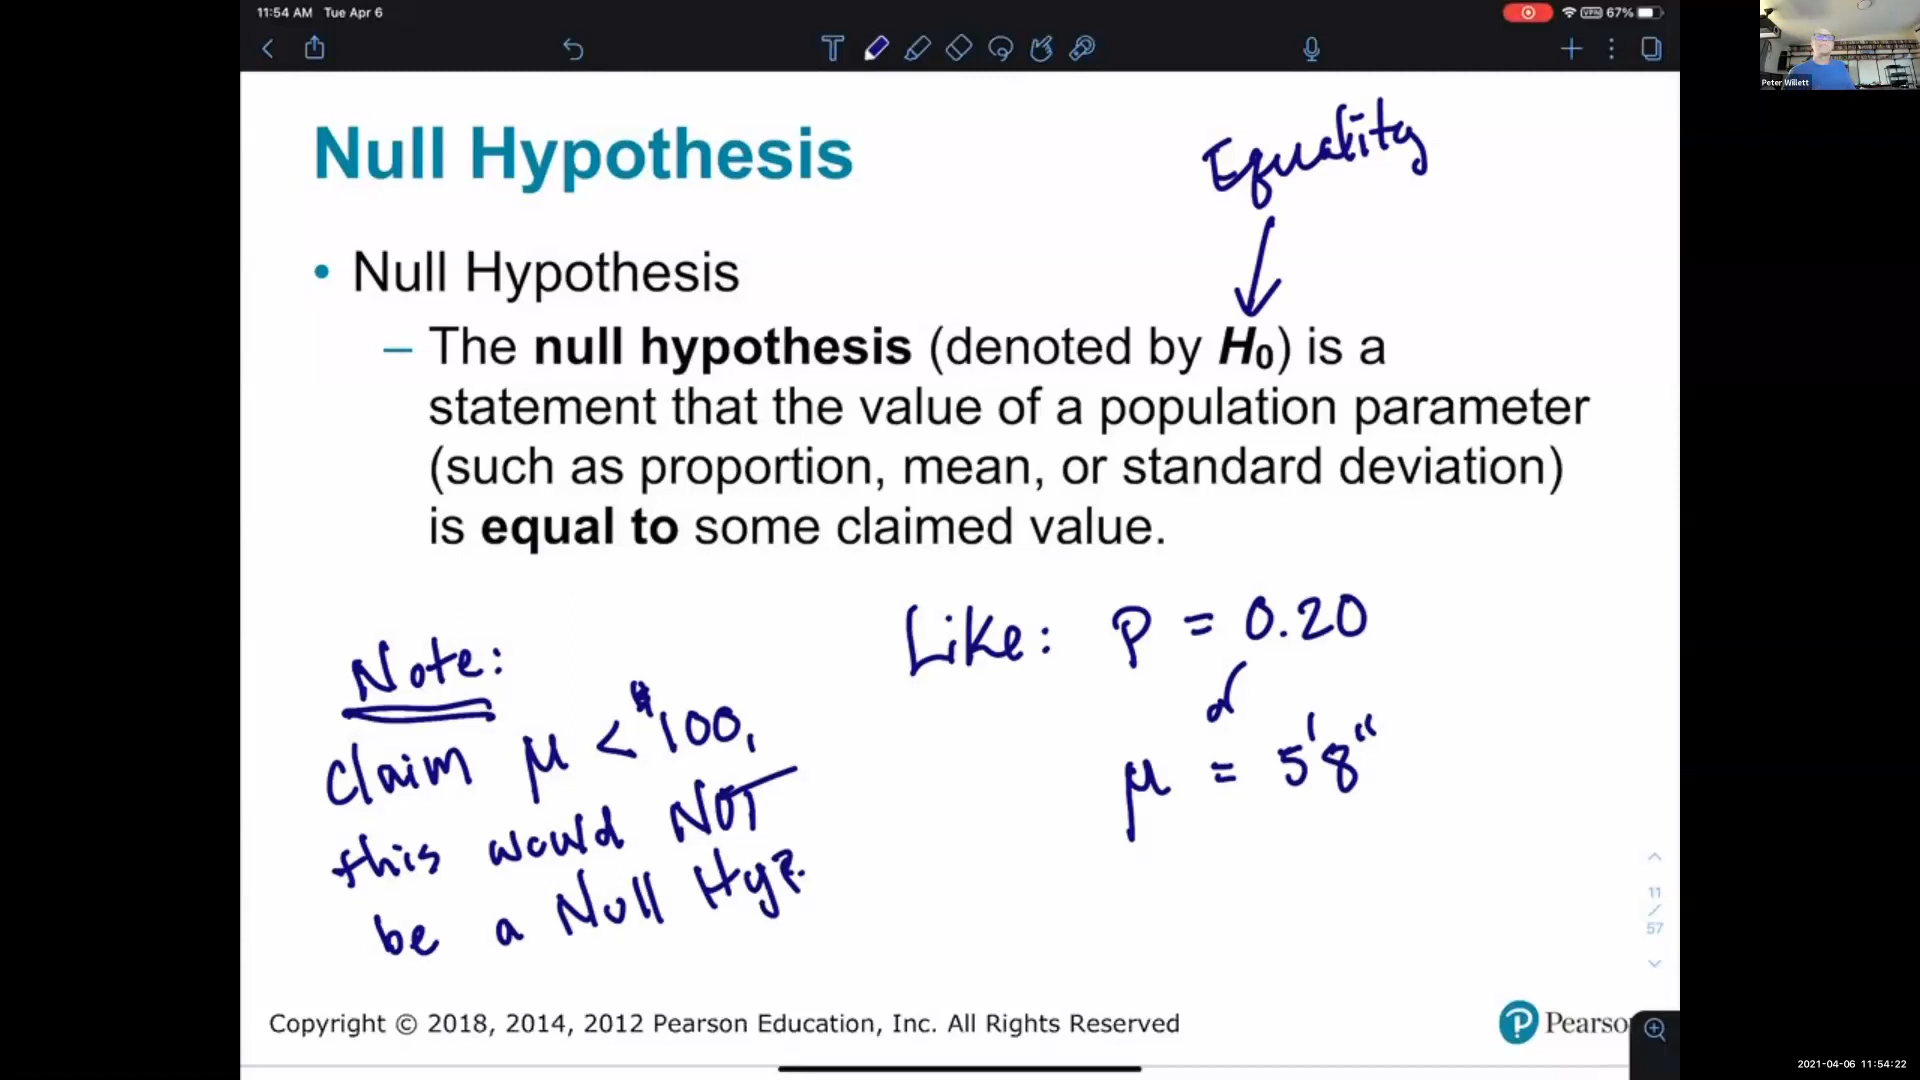 11:54 AM Tue Apr 6
VPN 67%
Peter Willett
Null Hypothesis
Equality
• Null Hypothesis
– The null hypothesis (denoted by H₀) is a
statement that the value of a population parameter
(such as proportion, mean, or standard deviation)
is equal to some claimed value.
Like: p = 0.20
or
μ = 5'8"
Note:
Claim μ < $100,
this would NOT
be a Null Hyp.
11
/
57
Copyright © 2018, 2014, 2012 Pearson Education, Inc. All Rights Reserved
Pearso
2021-04-06 11:54:22